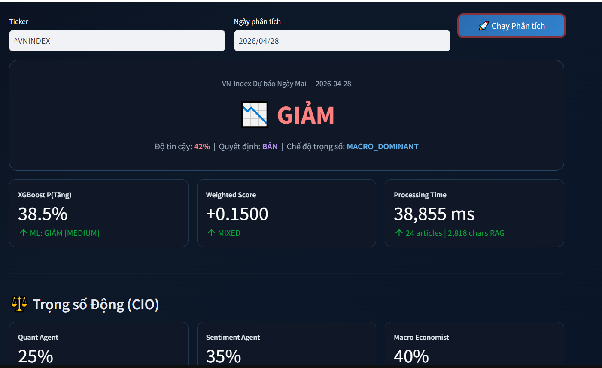 Ticker
Ngày phân tích
^VNINDEX
2026/04/28
Chạy Phân tích
VN-Index Dự báo Ngày Mai — 2026-04-28
GIẢM
Độ tin cậy: 42% | Quyết định: BÁN | Chế độ trọng số: MACRO_DOMINANT
XGBoost P(Tăng)
38.5%
↑ ML: GIẢM [MEDIUM]
Weighted Score
+0.1500
↑ MIXED
Processing Time
38,855 ms
↑ 24 articles | 2,818 chars RAG
Trọng số Động (CIO)
Quant Agent
25%
Sentiment Agent
35%
Macro Economist
40%